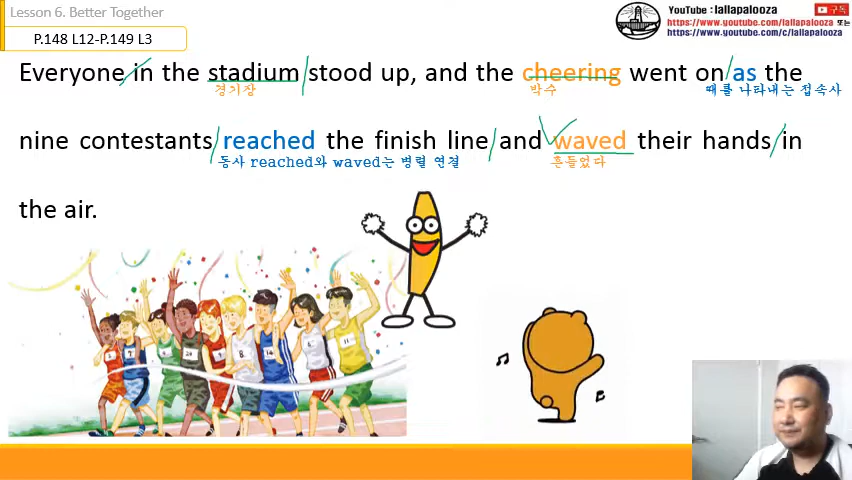 Lesson 6. Better Together
P.148 L12-P.149 L3
YouTube : @lallapalooza
구독
https://www.youtube.com/lallapalooza 또는
https://www.youtube.com/c/lallapalooza
Everyone in the stadium stood up, and the cheering went on as the
경기장 박수 때를 나타내는 접속사
nine contestants reached the finish line and waved their hands in
동사 reached와 waved는 병렬 연결 흔들었다
the air.